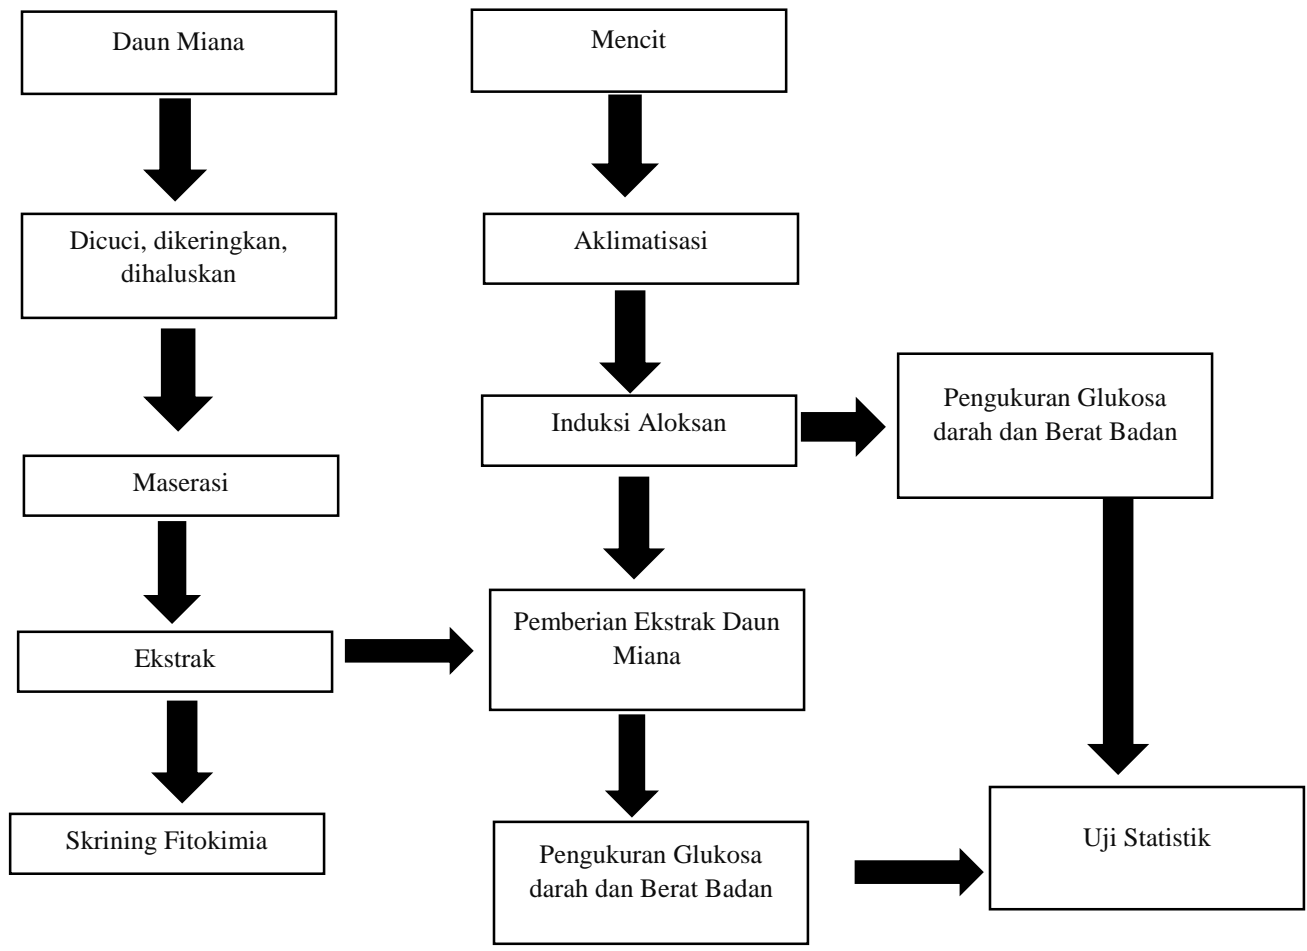 Daun Miana
Mencit
Dicuci, dikeringkan,
dihaluskan
Aklimatisasi
Induksi Aloksan
Pengukuran Glukosa
darah dan Berat Badan
Maserasi
Ekstrak
Pemberian Ekstrak Daun
Miana
Skrining Fitokimia
Pengukuran Glukosa
darah dan Berat Badan
Uji Statistik